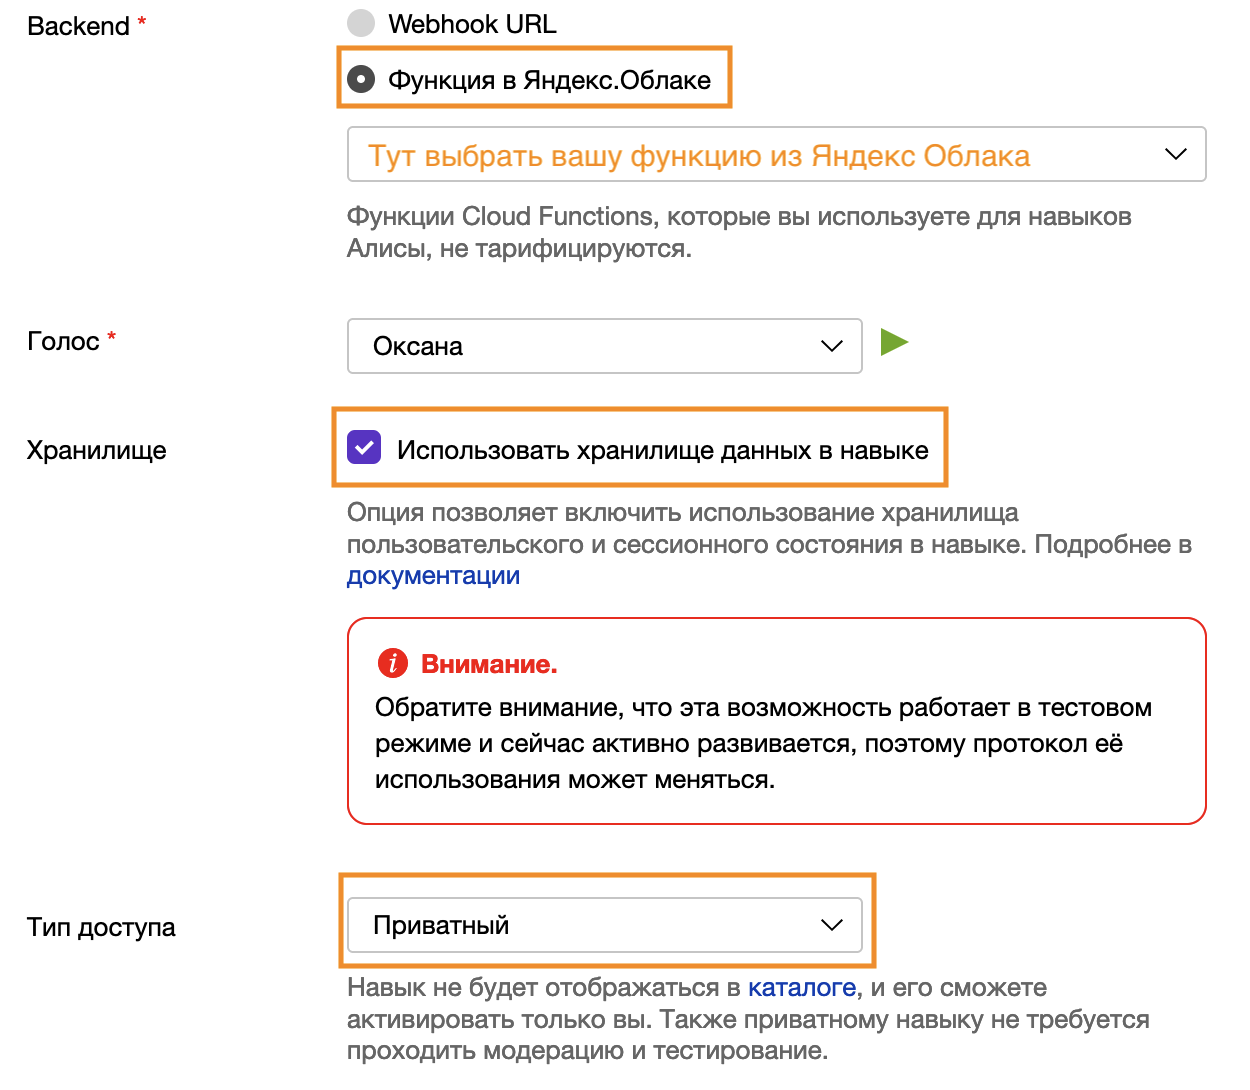 Backend *
Webhook URL
Функция в Яндекс.Облаке
Тут выбрать вашу функцию из Яндекс Облака
Функции Cloud Functions, которые вы используете для навыков
Алисы, не тарифицируются.
Голос *
Оксана
Хранилище
Использовать хранилище данных в навыке
Опция позволяет включить использование хранилища
пользовательского и сессионного состояния в навыке. Подробнее в
документации
i Внимание.
Обратите внимание, что эта возможность работает в тестовом
режиме и сейчас активно развивается, поэтому протокол её
использования может меняться.
Тип доступа
Приватный
Навык не будет отображаться в каталоге, и его сможете
активировать только вы. Также приватному навыку не требуется
проходить модерацию и тестирование.